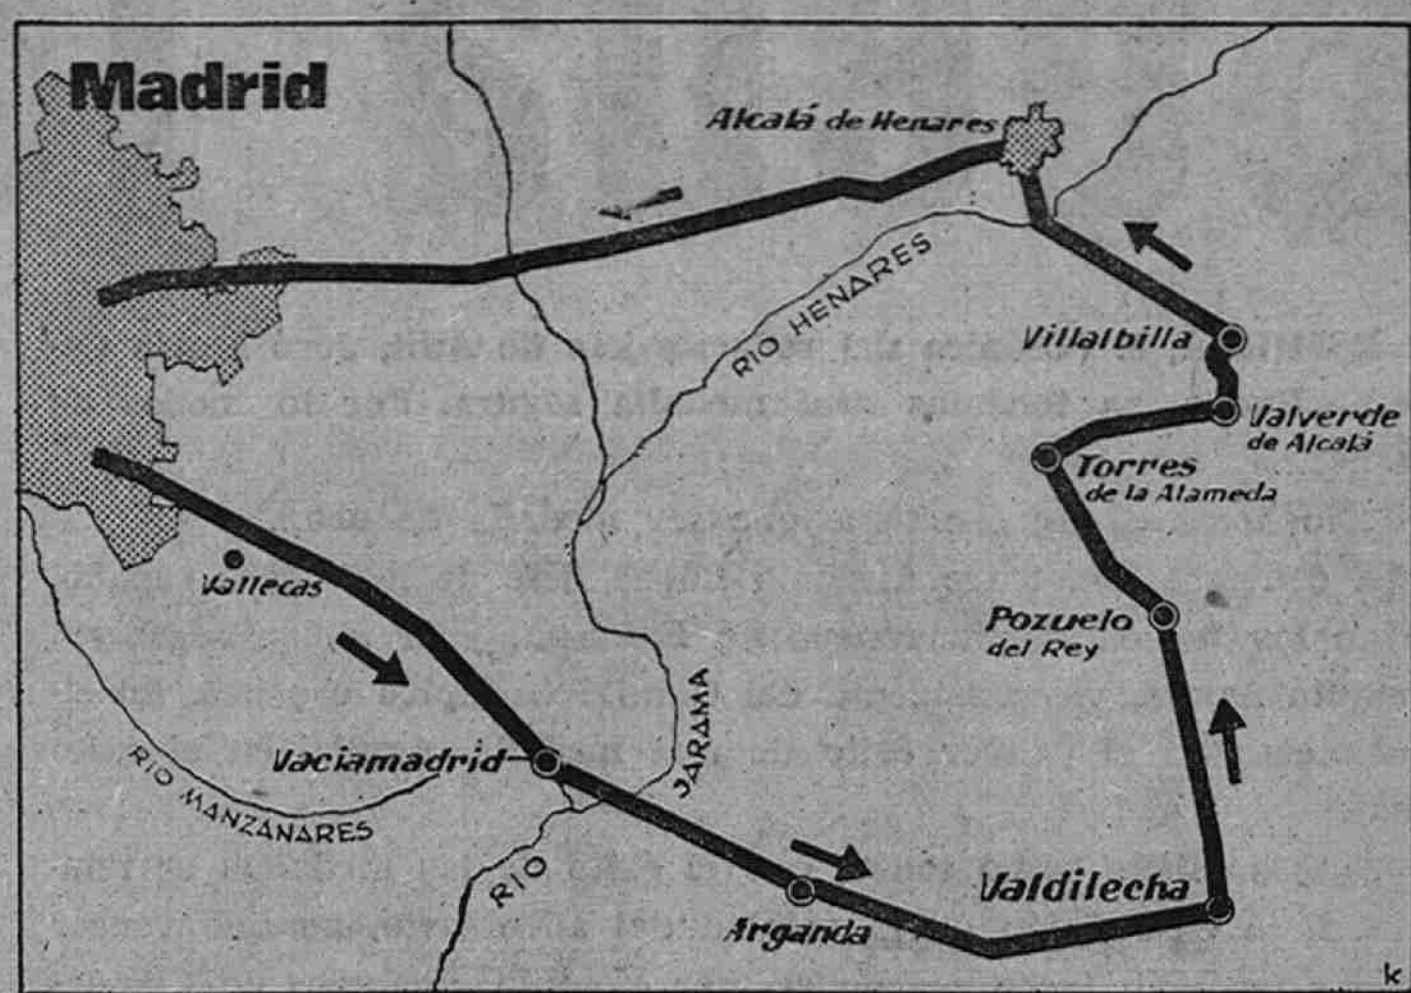 Madrid
Alcalá de Henares
RIO HENARES
Villalbilla
Valverde
de Alcalá
Torres
de la Alameda
Vallecas
Pozuelo
del Rey
Vaciamadrid
JARAMA
RIO MANZANARES
RIO
Valdilecha
Arganda
k